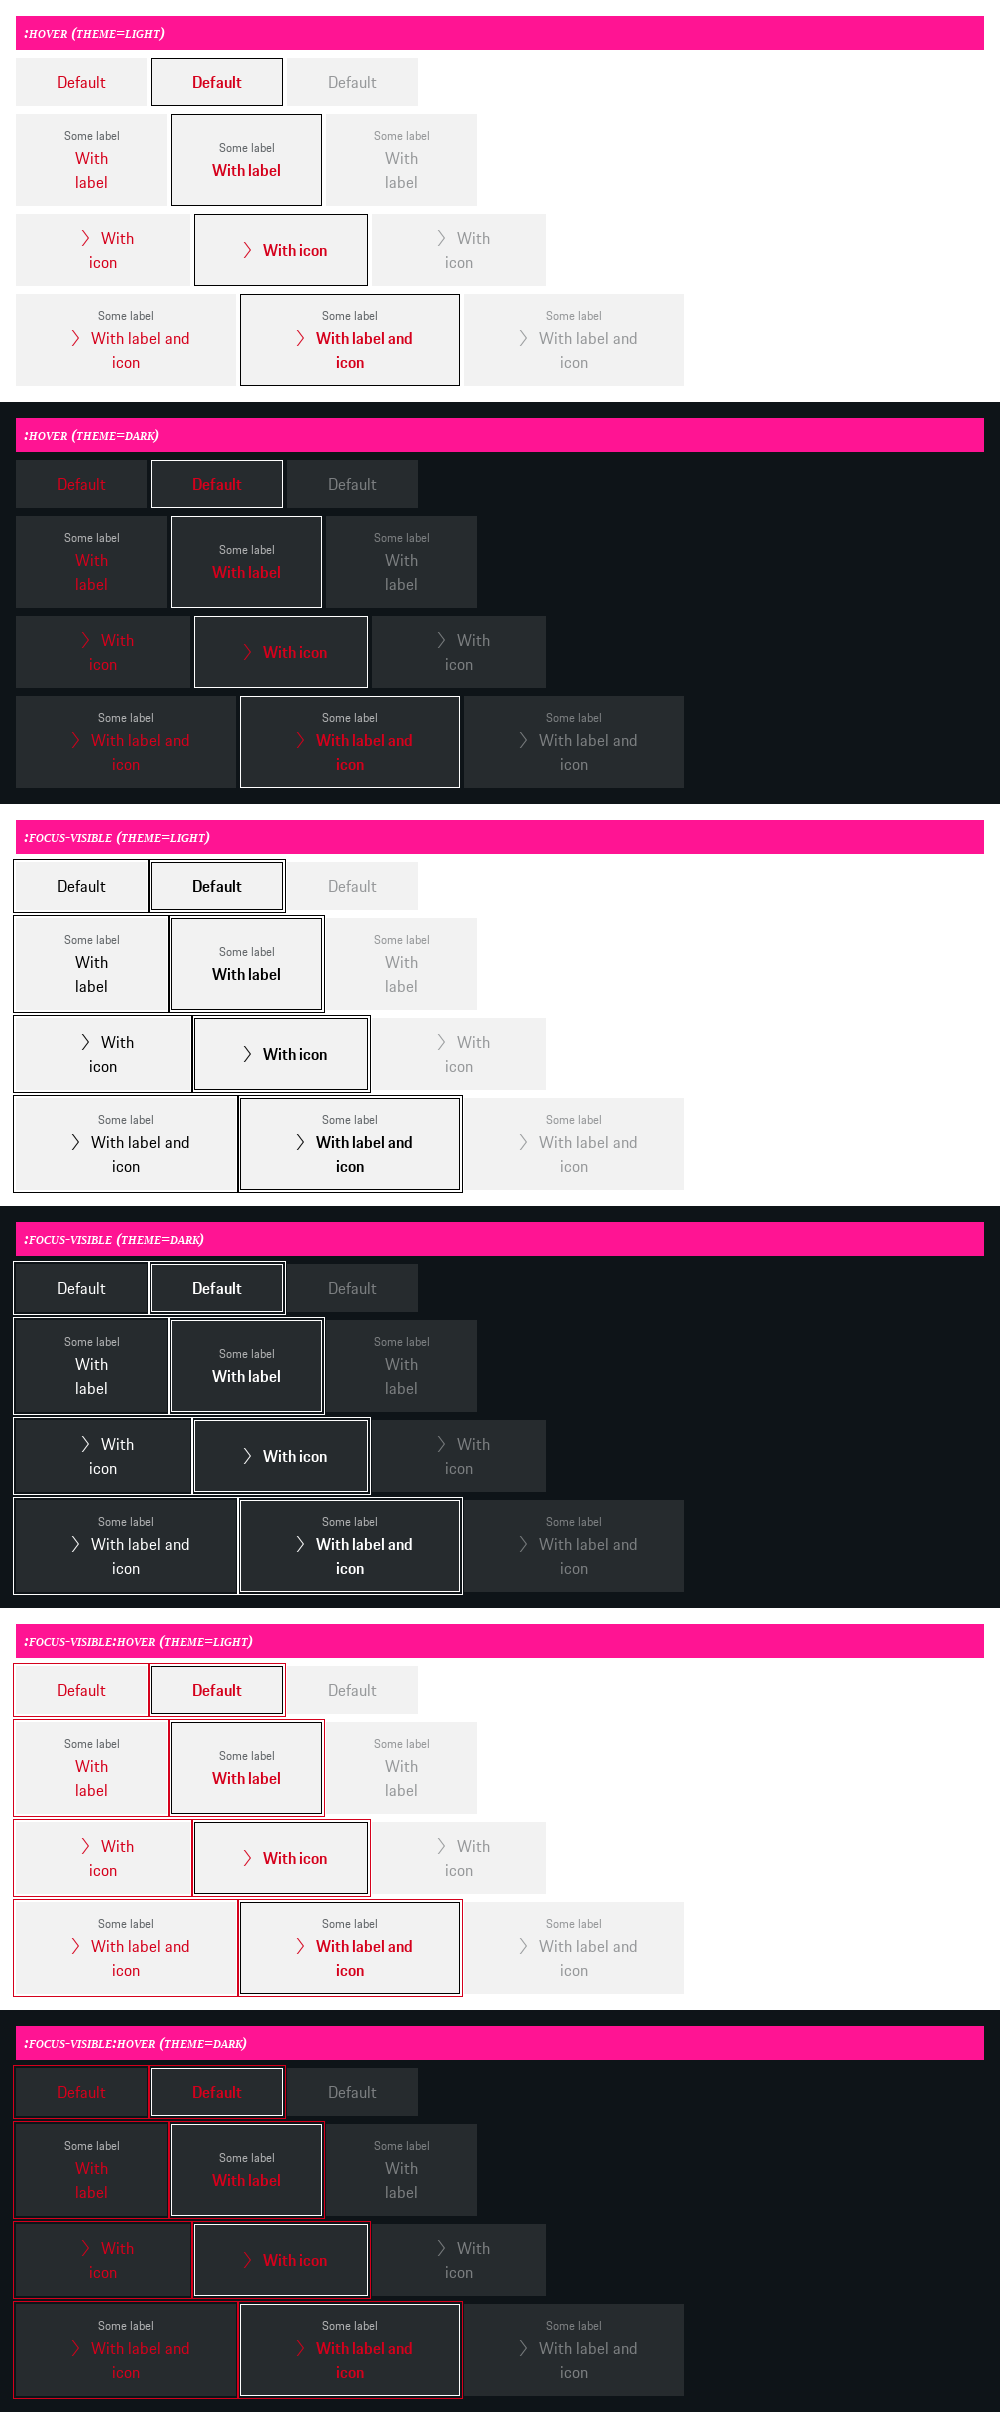 :hover (theme=light)
Default Default Default
Some label Some label Some label
With label With label With label
With icon With icon With icon
Some label Some label Some label
With label and icon With label and icon With label and icon
:hover (theme=dark)
Default Default Default
Some label Some label Some label
With label With label With label
With icon With icon With icon
Some label Some label Some label
With label and icon With label and icon With label and icon
:focus-visible (theme=light)
Default Default Default
Some label Some label Some label
With label With label With label
With icon With icon With icon
Some label Some label Some label
With label and icon With label and icon With label and icon
:focus-visible (theme=dark)
Default Default Default
Some label Some label Some label
With label With label With label
With icon With icon With icon
Some label Some label Some label
With label and icon With label and icon With label and icon
:focus-visible:hover (theme=light)
Default Default Default
Some label Some label Some label
With label With label With label
With icon With icon With icon
Some label Some label Some label
With label and icon With label and icon With label and icon
:focus-visible:hover (theme=dark)
Default Default Default
Some label Some label Some label
With label With label With label
With icon With icon With icon
Some label Some label Some label
With label and icon With label and icon With label and icon